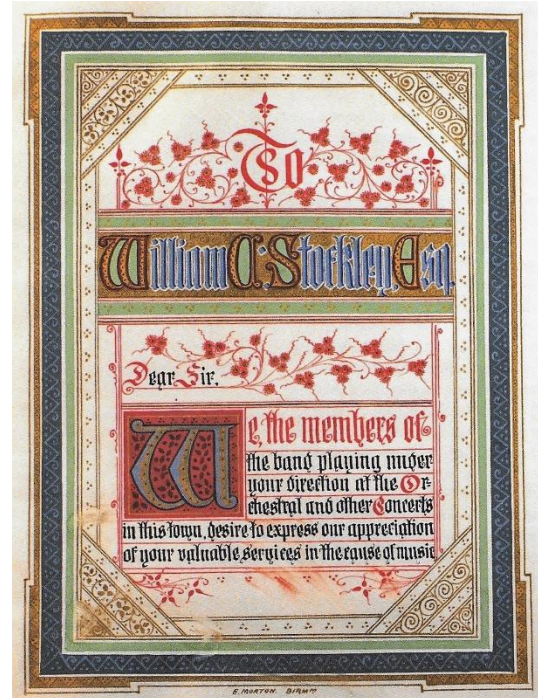 To
William C. Stockley, Esq.
Dear Sir,
We, the members of
the band playing under
your direction at the Or-
chestral and other Concerts
in this town, desire to express our appreciation
of your valuable services in the cause of music
E. MORTON. BIRMM